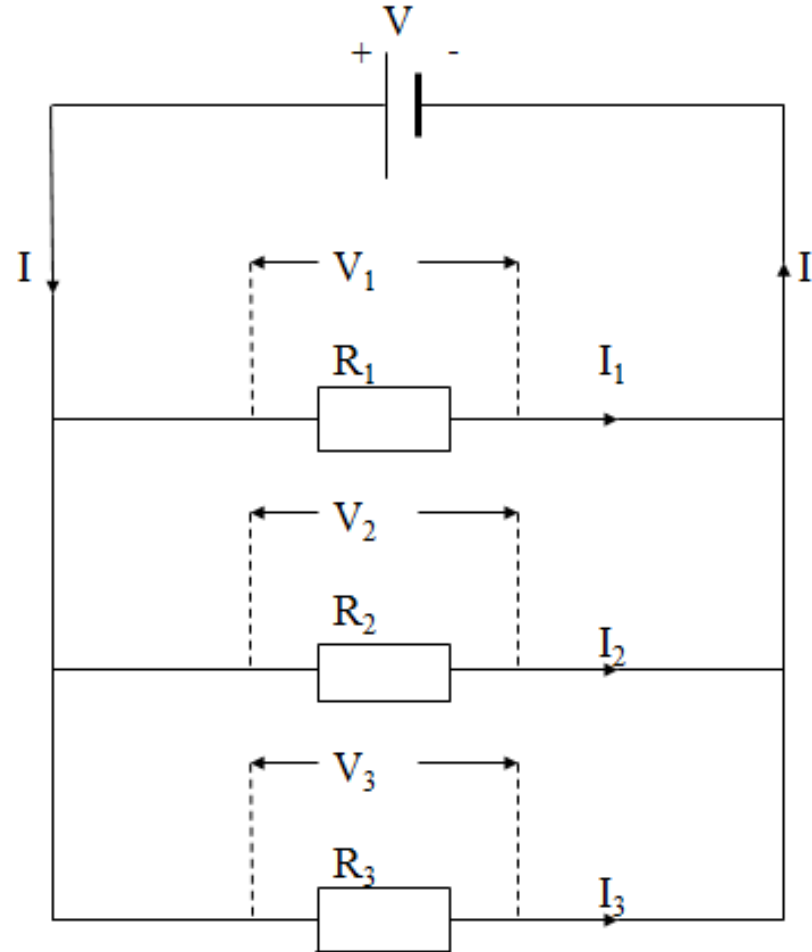 V
+ -
I V₁ I
R₁ I₁
V₂
R₂ I₂
V₃
R₃ I₃